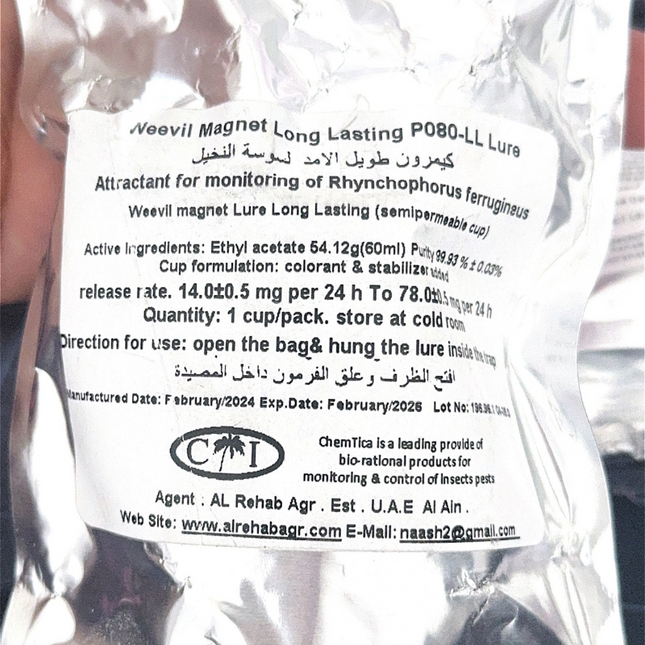 Weevil Magnet Long Lasting P080-LL Lure
كيمرون طويل الامد لسوسة النخيل
Attractant for monitoring of Rhynchophorus ferrugineus
Weevil magnet Lure Long Lasting (semipermeable cup)
Active Ingredients: Ethyl acetate 54.12g(60ml) Purity 99.93 % ± 0.03%
Cup formulation: colorant & stabilizer added
release rate. 14.0±0.5 mg per 24 h To 78.0±0.5 mg per 24 h
Quantity: 1 cup/pack. store at cold room
Direction for use: open the bag& hung the lure inside the trap
افتح الظرف وعلق الفرمون داخل المصيدة
Manufactured Date: February/2024 Exp.Date: February/2026 Lot No:
C I
ChemTica is a leading provide of
bio-rational products for
monitoring & control of Insects pests
Agent : AL Rehab Agr . Est . U.A.E Al Ain .
Web Site: www.alrehabagr.com E-Mail: naash2@gmail.com